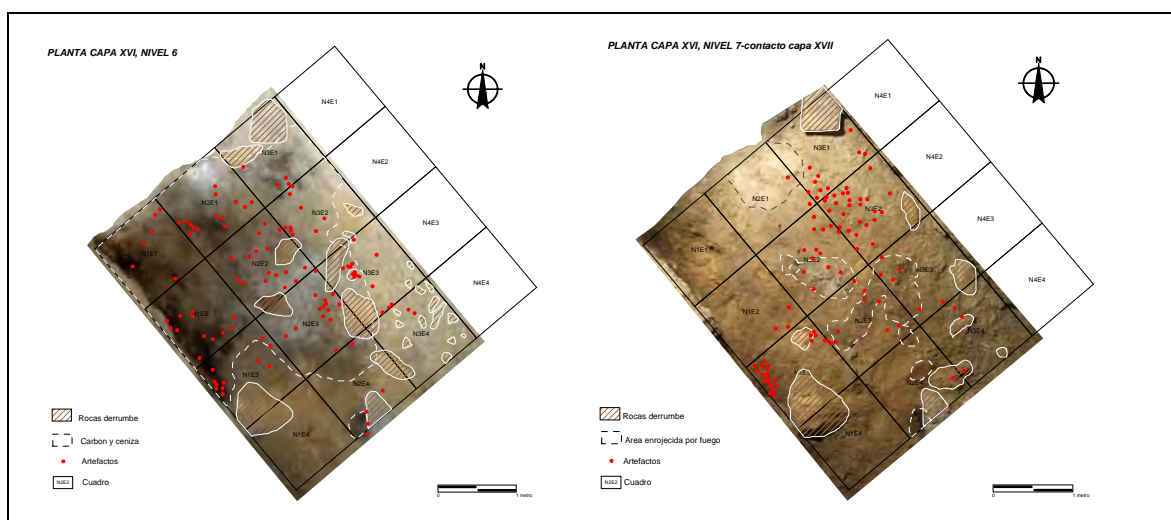 PLANTA CAPA XVI, NIVEL 6
N
N4E1
N3E1
N4E2
N2E1
N3E2
N4E3
N1E1
N2E2
N3E3
N4E4
N1E2
N2E3
N3E4
N1E3
N2E4
N1E4
Rocas derrumbe
Carbon y ceniza
Artefactos
N2E2 Cuadro
0 1 metro
PLANTA CAPA XVI, NIVEL 7-contacto capa XVII
N
N4E1
N3E1
N4E2
N2E1
N3E2
N4E3
N1E1
N2E2
N3E3
N4E4
N1E2
N2E3
N3E4
N1E3
N2E4
N1E4
Rocas derrumbe
Area enrojecida por fuego
Artefactos
N2E2 Cuadro
0 1 metro